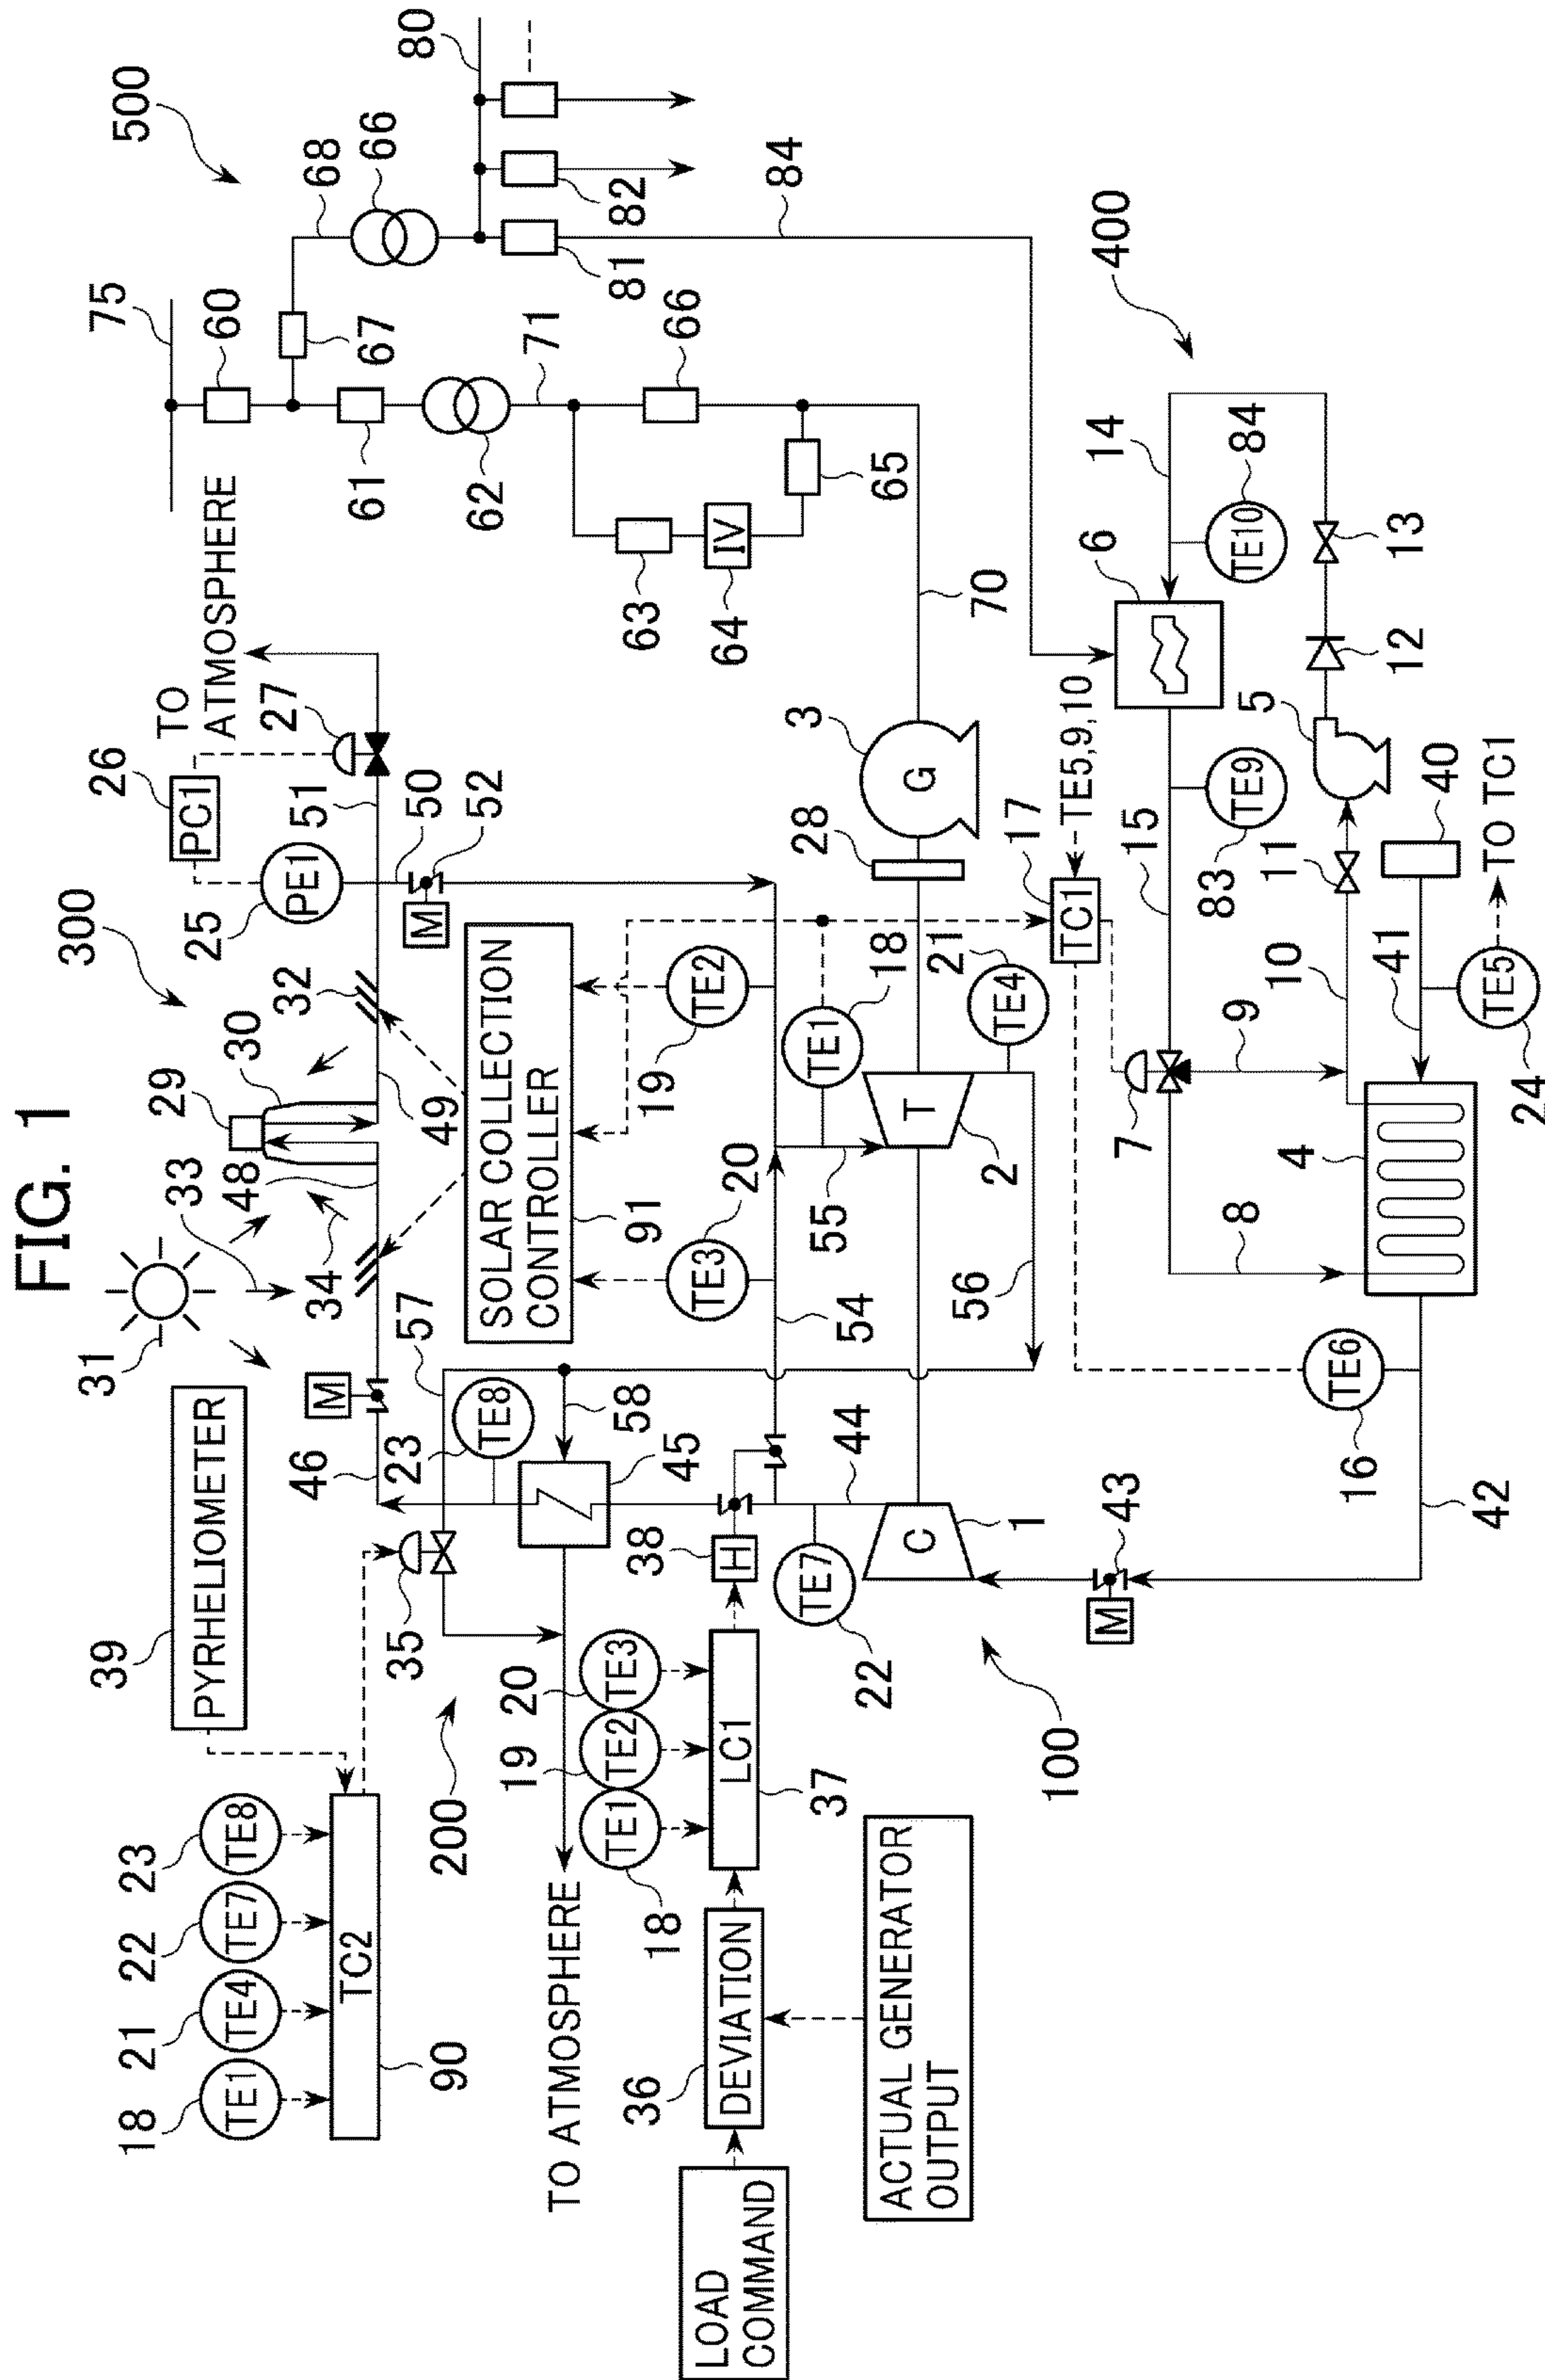 FIG. 1
300
31
39
18
21
22
23
500
75
PYRHELIOMETER
33
29
25
26
TO
ATMOSPHERE
60
TE1
TE4
TE7
TE8
48
30
PE1
PC1
27
32
68
46
M
34
51
67
66
61
TC2
57
23
35
49
50
M
52
80
90
200
TE8
58
SOLAR COLLECTION
CONTROLLER
62
71
TO ATMOSPHERE
19
20
45
TE1
TE2
TE3
38
91
19
63
81
82
36
18
H
TE3
TE2
66
LOAD
COMMAND
DEVIATION
LC1
20
64
IV
84
37
TE7
44
54
55
TE1
3
65
22
ACTUAL GENERATOR
OUTPUT
C
T
G
18
28
21
56
2
TE4
70
1
100
43
M
17
TC1
TE5,9,10
6
400
14
7
15
8
9
83
TE9
TE10
84
5
4
10
11
TE6
16
41
40
12
13
42
TE5
TO TC1
24